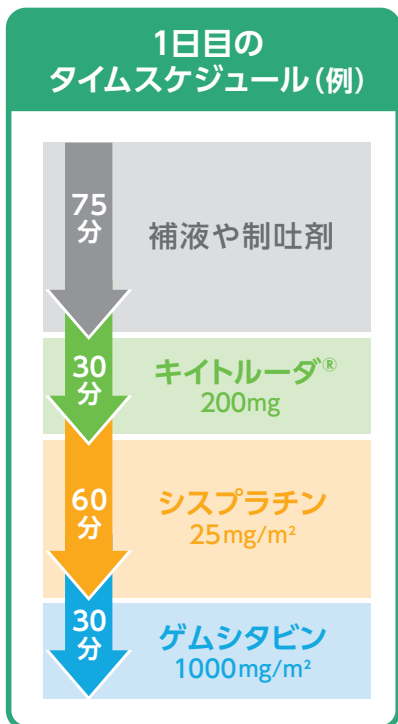 1日目の
タイムスケジュール（例）
75
分
補液や制吐剤
30
分
キイトルーダ®
200mg
60
分
シスプラチン
25mg/m²
30
分
ゲムシタビン
1000mg/m²